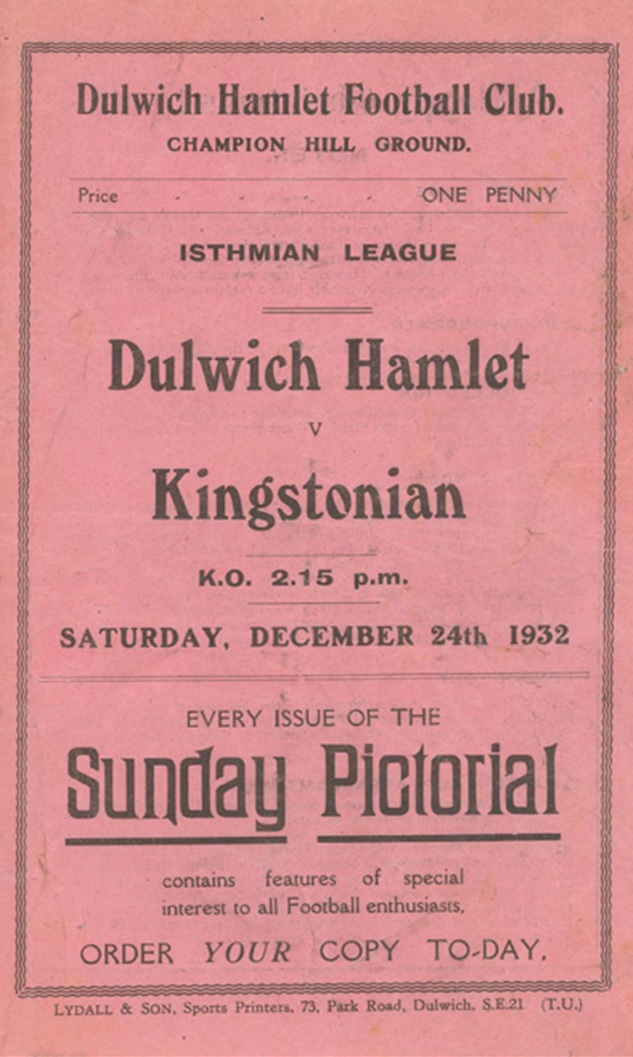 Dulwich Hamlet Football Club.
CHAMPION HILL GROUND.
Price - - - - ONE PENNY
ISTHMIAN LEAGUE
Dulwich Hamlet
v
Kingstonian
K.O. 2.15 p.m.
SATURDAY, DECEMBER 24th 1932
EVERY ISSUE OF THE
Sunday Pictorial
contains features of special
interest to all Football enthusiasts.
ORDER YOUR COPY TO-DAY.
LYDALL & SON, Sports Printers, 73, Park Road, Dulwich, S.E.21 (T.U.)